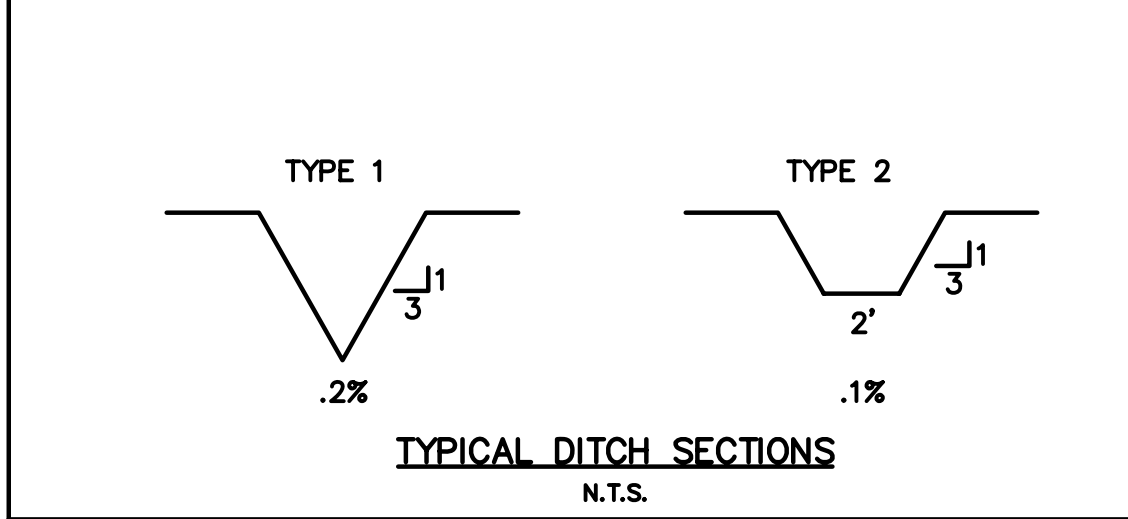 TYPE 1
1
3
.2%
TYPE 2
1
3
2'
.1%
TYPICAL DITCH SECTIONS
N.T.S.